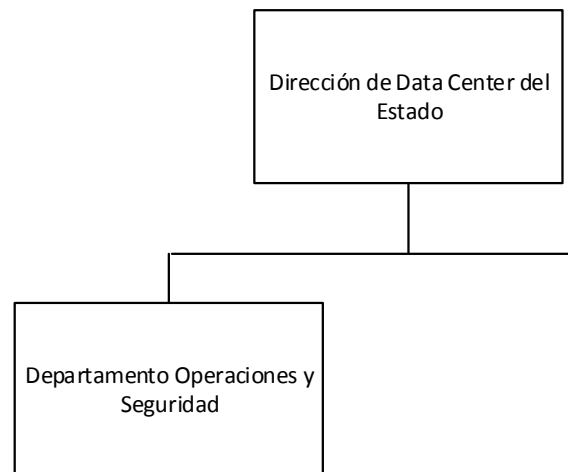 Dirección de Data Center del
Estado
Departamento Operaciones y
Seguridad